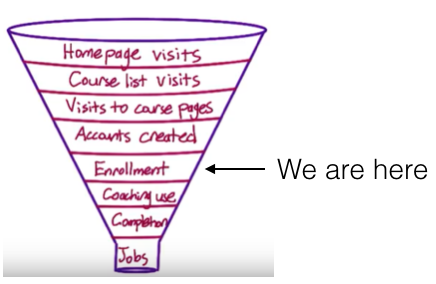 Homepage visits
Course list visits
Visits to course pages
Accounts created
Enrollment
We are here
Coaching use
Completion
Jobs